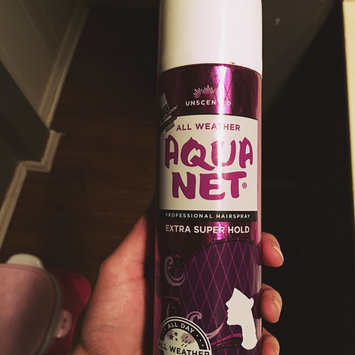 UNSCENTED
ALL WEATHER
AQUA
NET®
PROFESSIONAL HAIRSPRAY
EXTRA SUPER HOLD
ALL DAY
ALL WEATHER